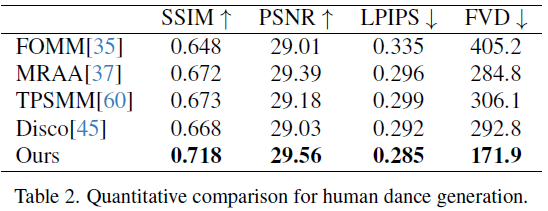 SSIM ↑ PSNR ↑ LPIPS ↓ FVD ↓
FOMM[35] 0.648 29.01 0.335 405.2
MRAA[37] 0.672 29.39 0.296 284.8
TPSMM[60] 0.673 29.18 0.299 306.1
Disco[45] 0.668 29.03 0.292 292.8
Ours 0.718 29.56 0.285 171.9
Table 2. Quantitative comparison for human dance generation.